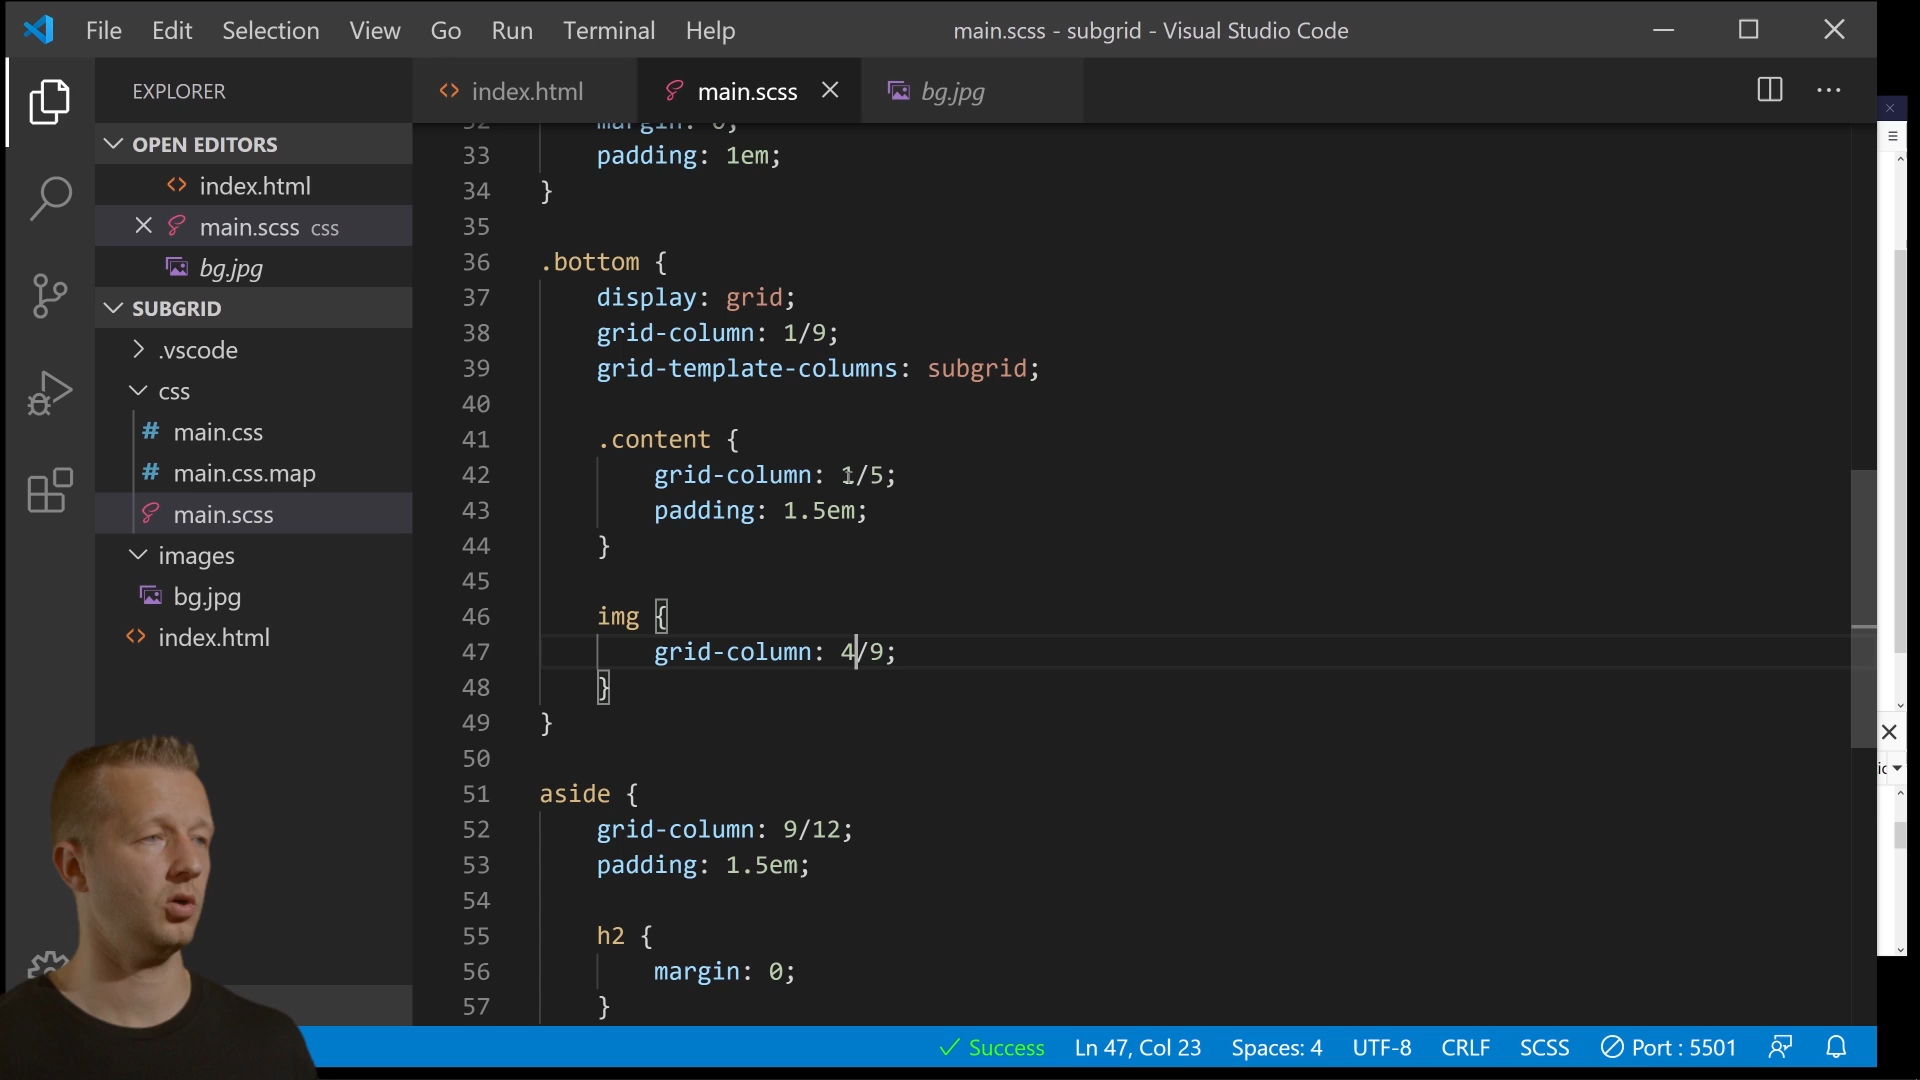 File Edit Selection View Go Run Terminal Help main.scss - subgrid - Visual Studio Code
EXPLORER
OPEN EDITORS
index.html
main.scss css
bg.jpg
SUBGRID
.vscode
css
main.css
main.css.map
main.scss
images
bg.jpg
index.html
index.html main.scss bg.jpg
32 margin: 0;
33 padding: 1em;
34 }
35
36 .bottom {
37 display: grid;
38 grid-column: 1/9;
39 grid-template-columns: subgrid;
40
41 .content {
42 grid-column: 1/5;
43 padding: 1.5em;
44 }
45
46 img {
47 grid-column: 4/9;
48 }
49 }
50
51 aside {
52 grid-column: 9/12;
53 padding: 1.5em;
54
55 h2 {
56 margin: 0;
57 }
Success Ln 47, Col 23 Spaces: 4 UTF-8 CRLF SCSS Port : 5501